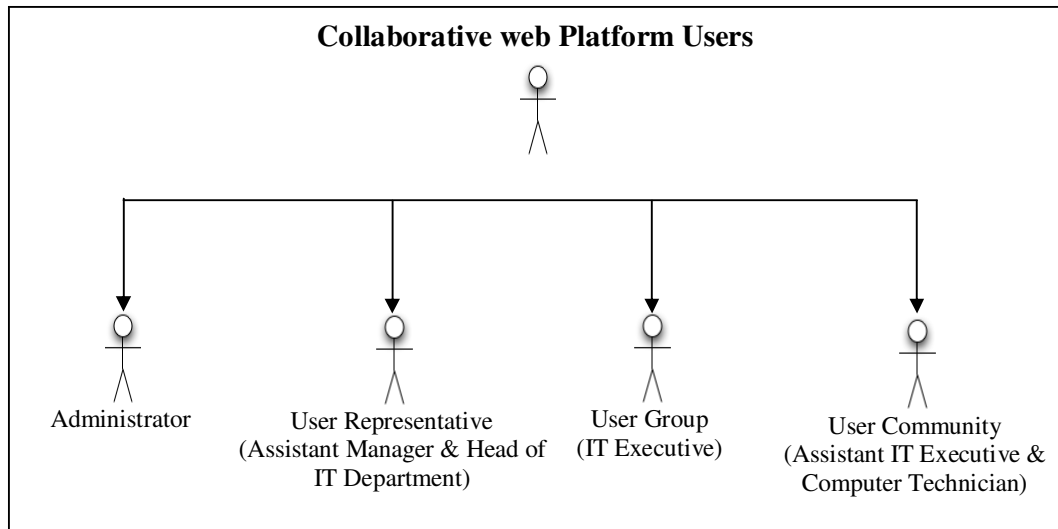 Collaborative web Platform Users
Administrator
User Representative
(Assistant Manager & Head of
IT Department)
User Group
(IT Executive)
User Community
(Assistant IT Executive &
Computer Technician)